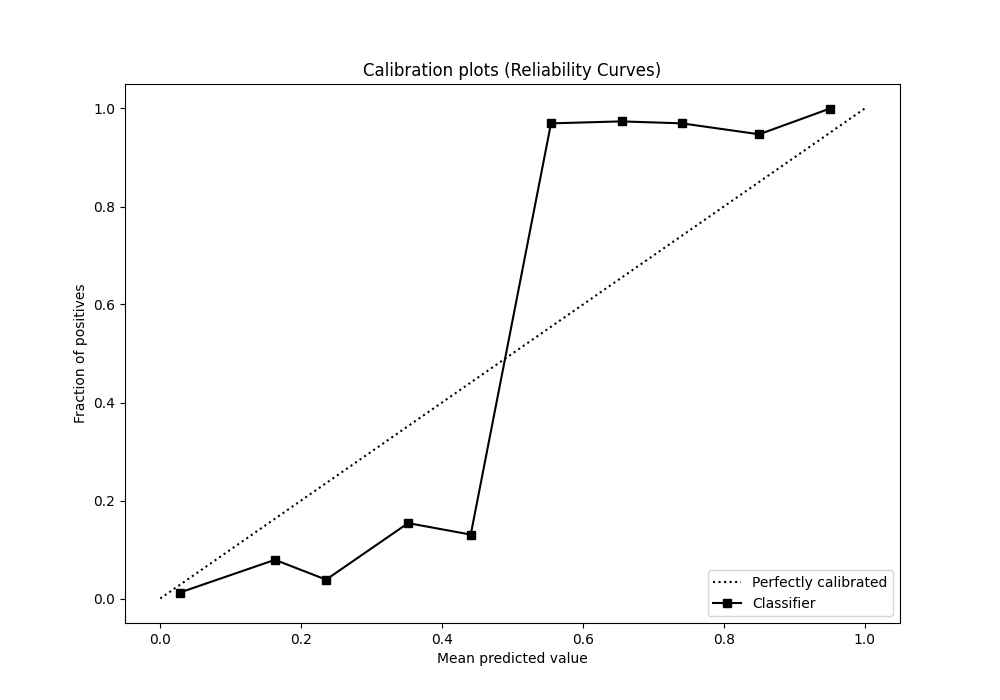 Calibration plots (Reliability Curves)
1.0
0.8
0.6
0.4
0.2
0.0
Fraction of positives
0.0 0.2 0.4 0.6 0.8 1.0
Mean predicted value
Perfectly calibrated
Classifier